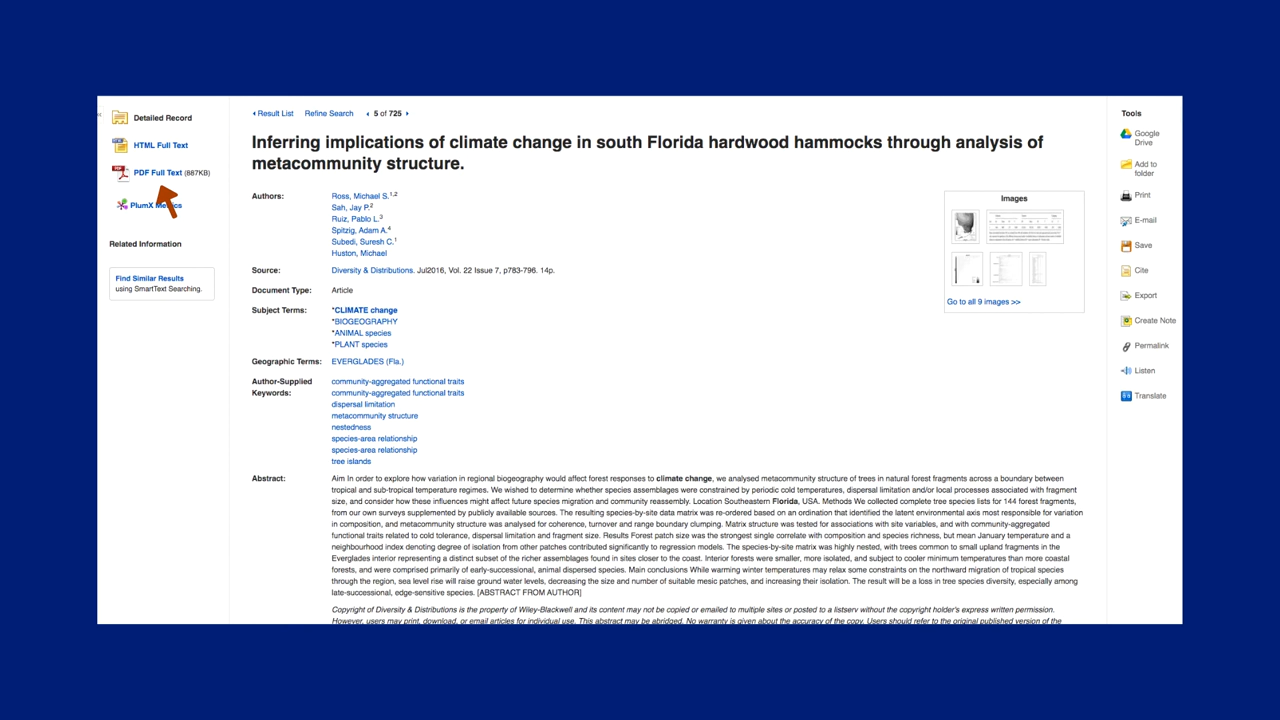 Detailed Record
HTML Full Text
PDF Full Text (887KB)
PlumX Metrics
Related Information
Find Similar Results
using SmartText Searching.
Result List Refine Search 5 of 725
Inferring implications of climate change in south Florida hardwood hammocks through analysis of
metacommunity structure.
Authors: Ross, Michael S.1,2
Sah, Jay P.2
Ruiz, Pablo L.3
Spitzig, Adam A.4
Subedi, Suresh C.1
Huston, Michael
Source: Diversity & Distributions. Jul2016, Vol. 22 Issue 7, p783-796. 14p.
Document Type: Article
Subject Terms: *CLIMATE change
*BIOGEOGRAPHY
*ANIMAL species
*PLANT species
Geographic Terms: EVERGLADES (Fla.)
Author-Supplied community-aggregated functional traits
Keywords: community-aggregated functional traits
dispersal limitation
metacommunity structure
nestedness
species-area relationship
species-area relationship
tree islands
Abstract: Aim In order to explore how variation in regional biogeography would affect forest responses to climate change, we analysed metacommunity structure of trees in natural forest fragments across a boundary between
tropical and sub-tropical temperature regimes. We wished to determine whether species assemblages were constrained by periodic cold temperatures, dispersal limitation and/or local processes associated with fragment
size, and consider how these influences might affect future species migration and community reassembly. Location Southeastern Florida, USA. Methods We collected complete tree species lists for 144 forest fragments,
from our own surveys supplemented by publicly available sources. The resulting species-by-site data matrix was re-ordered based on an ordination that identified the latent environmental axis most responsible for variation
in composition, and metacommunity structure was analysed for coherence, turnover and range boundary clumping. Matrix structure was tested for associations with site variables, and with community-aggregated
functional traits related to cold tolerance, dispersal limitation and fragment size. Results Forest patch size was the strongest single correlate with composition and species richness, but mean January temperature and a
neighbourhood index denoting degree of isolation from other patches contributed significantly to regression models. The species-by-site matrix was highly nested, with trees common to small upland fragments in the
Everglades interior representing a distinct subset of the richer assemblages found in sites closer to the coast. Interior forests were smaller, more isolated, and subject to cooler minimum temperatures than more coastal
forests, and were comprised primarily of early-successional, animal dispersed species. Main conclusions While warming winter temperatures may relax some constraints on the northward migration of tropical species
through the region, sea level rise will raise ground water levels, decreasing the size and number of suitable mesic patches, and increasing their isolation. The result will be a loss in tree species diversity, especially among
late-successional, edge-sensitive species. [ABSTRACT FROM AUTHOR]
Copyright of Diversity & Distributions is the property of Wiley-Blackwell and its content may not be copied or emailed to multiple sites or posted to a listserv without the copyright holder's express written permission.
However, users may print, download, or email articles for individual use. This abstract may be abridged. No warranty is given about the accuracy of the copy. Users should refer to the original published version of the
Images
Go to all 9 images >>
Tools
Google
Drive
Add to
folder
Print
E-mail
Save
Cite
Export
Create Note
Permalink
Listen
Translate